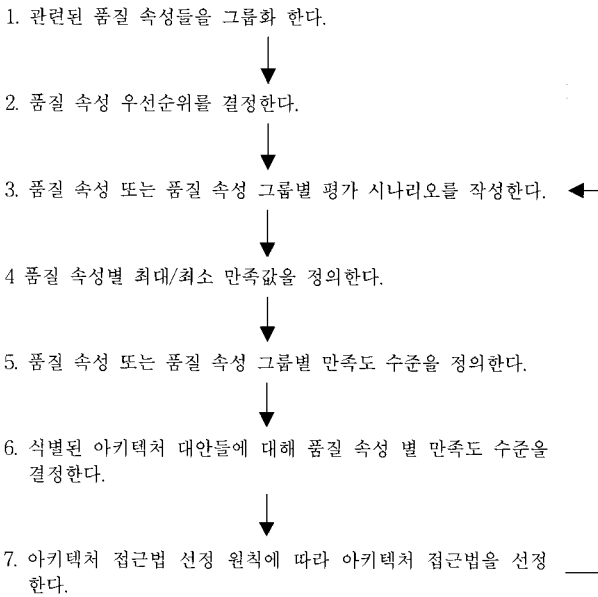 1. 관련된 품질 속성들을 그룹화 한다.
2. 품질 속성 우선순위를 결정한다.
3. 품질 속성 또는 품질 속성 그룹별 평가 시나리오를 작성한다.
4 품질 속성별 최대/최소 만족값을 정의한다.
5. 품질 속성 또는 품질 속성 그룹별 만족도 수준을 정의한다.
6. 식별된 아키텍처 대안들에 대해 품질 속성 별 만족도 수준을
결정한다.
7. 아키텍처 접근법 선정 원칙에 따라 아키텍처 접근법을 선정
한다.